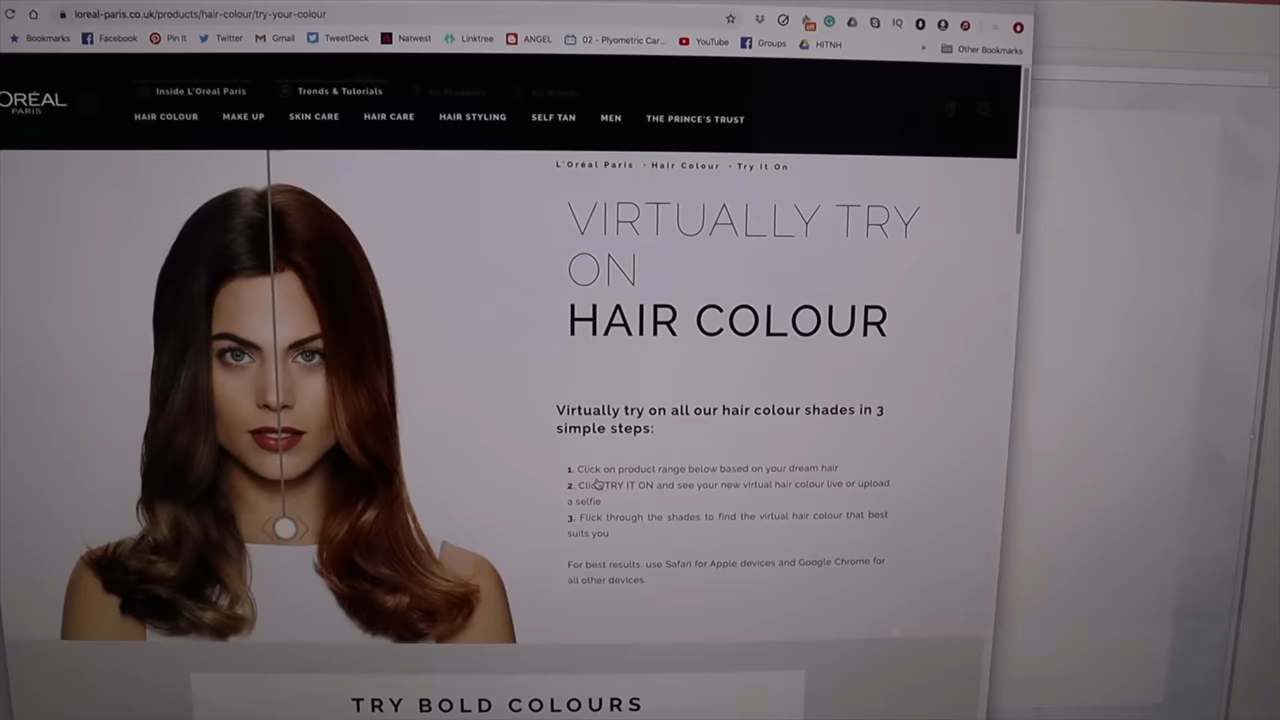 loreal-paris.co.uk/products/hair-colour/try-your-colour
IQ
Bookmarks Facebook Pin It Twitter Gmail TweetDeck Natwest Linktree ANGEL 02 - Plyometric Car... YouTube Groups HITNH » Other Bookmarks
Inside L'Oréal Paris Trends & Tutorials
ORÉAL
PARIS
HAIR COLOUR MAKE UP SKIN CARE HAIR CARE HAIR STYLING SELF TAN MEN THE PRINCE'S TRUST
L'Oréal Paris · Hair Colour · Try It On
VIRTUALLY TRY
ON
HAIR COLOUR
Virtually try on all our hair colour shades in 3
simple steps:
1. Click on product range below based on your dream hair
2. Clic TRY IT ON and see your new virtual hair colour live or upload
a selfie
3. Flick through the shades to find the virtual hair colour that best
suits you
For best results, use Safari for Apple devices and Google Chrome for
all other devices.
TRY BOLD COLOURS